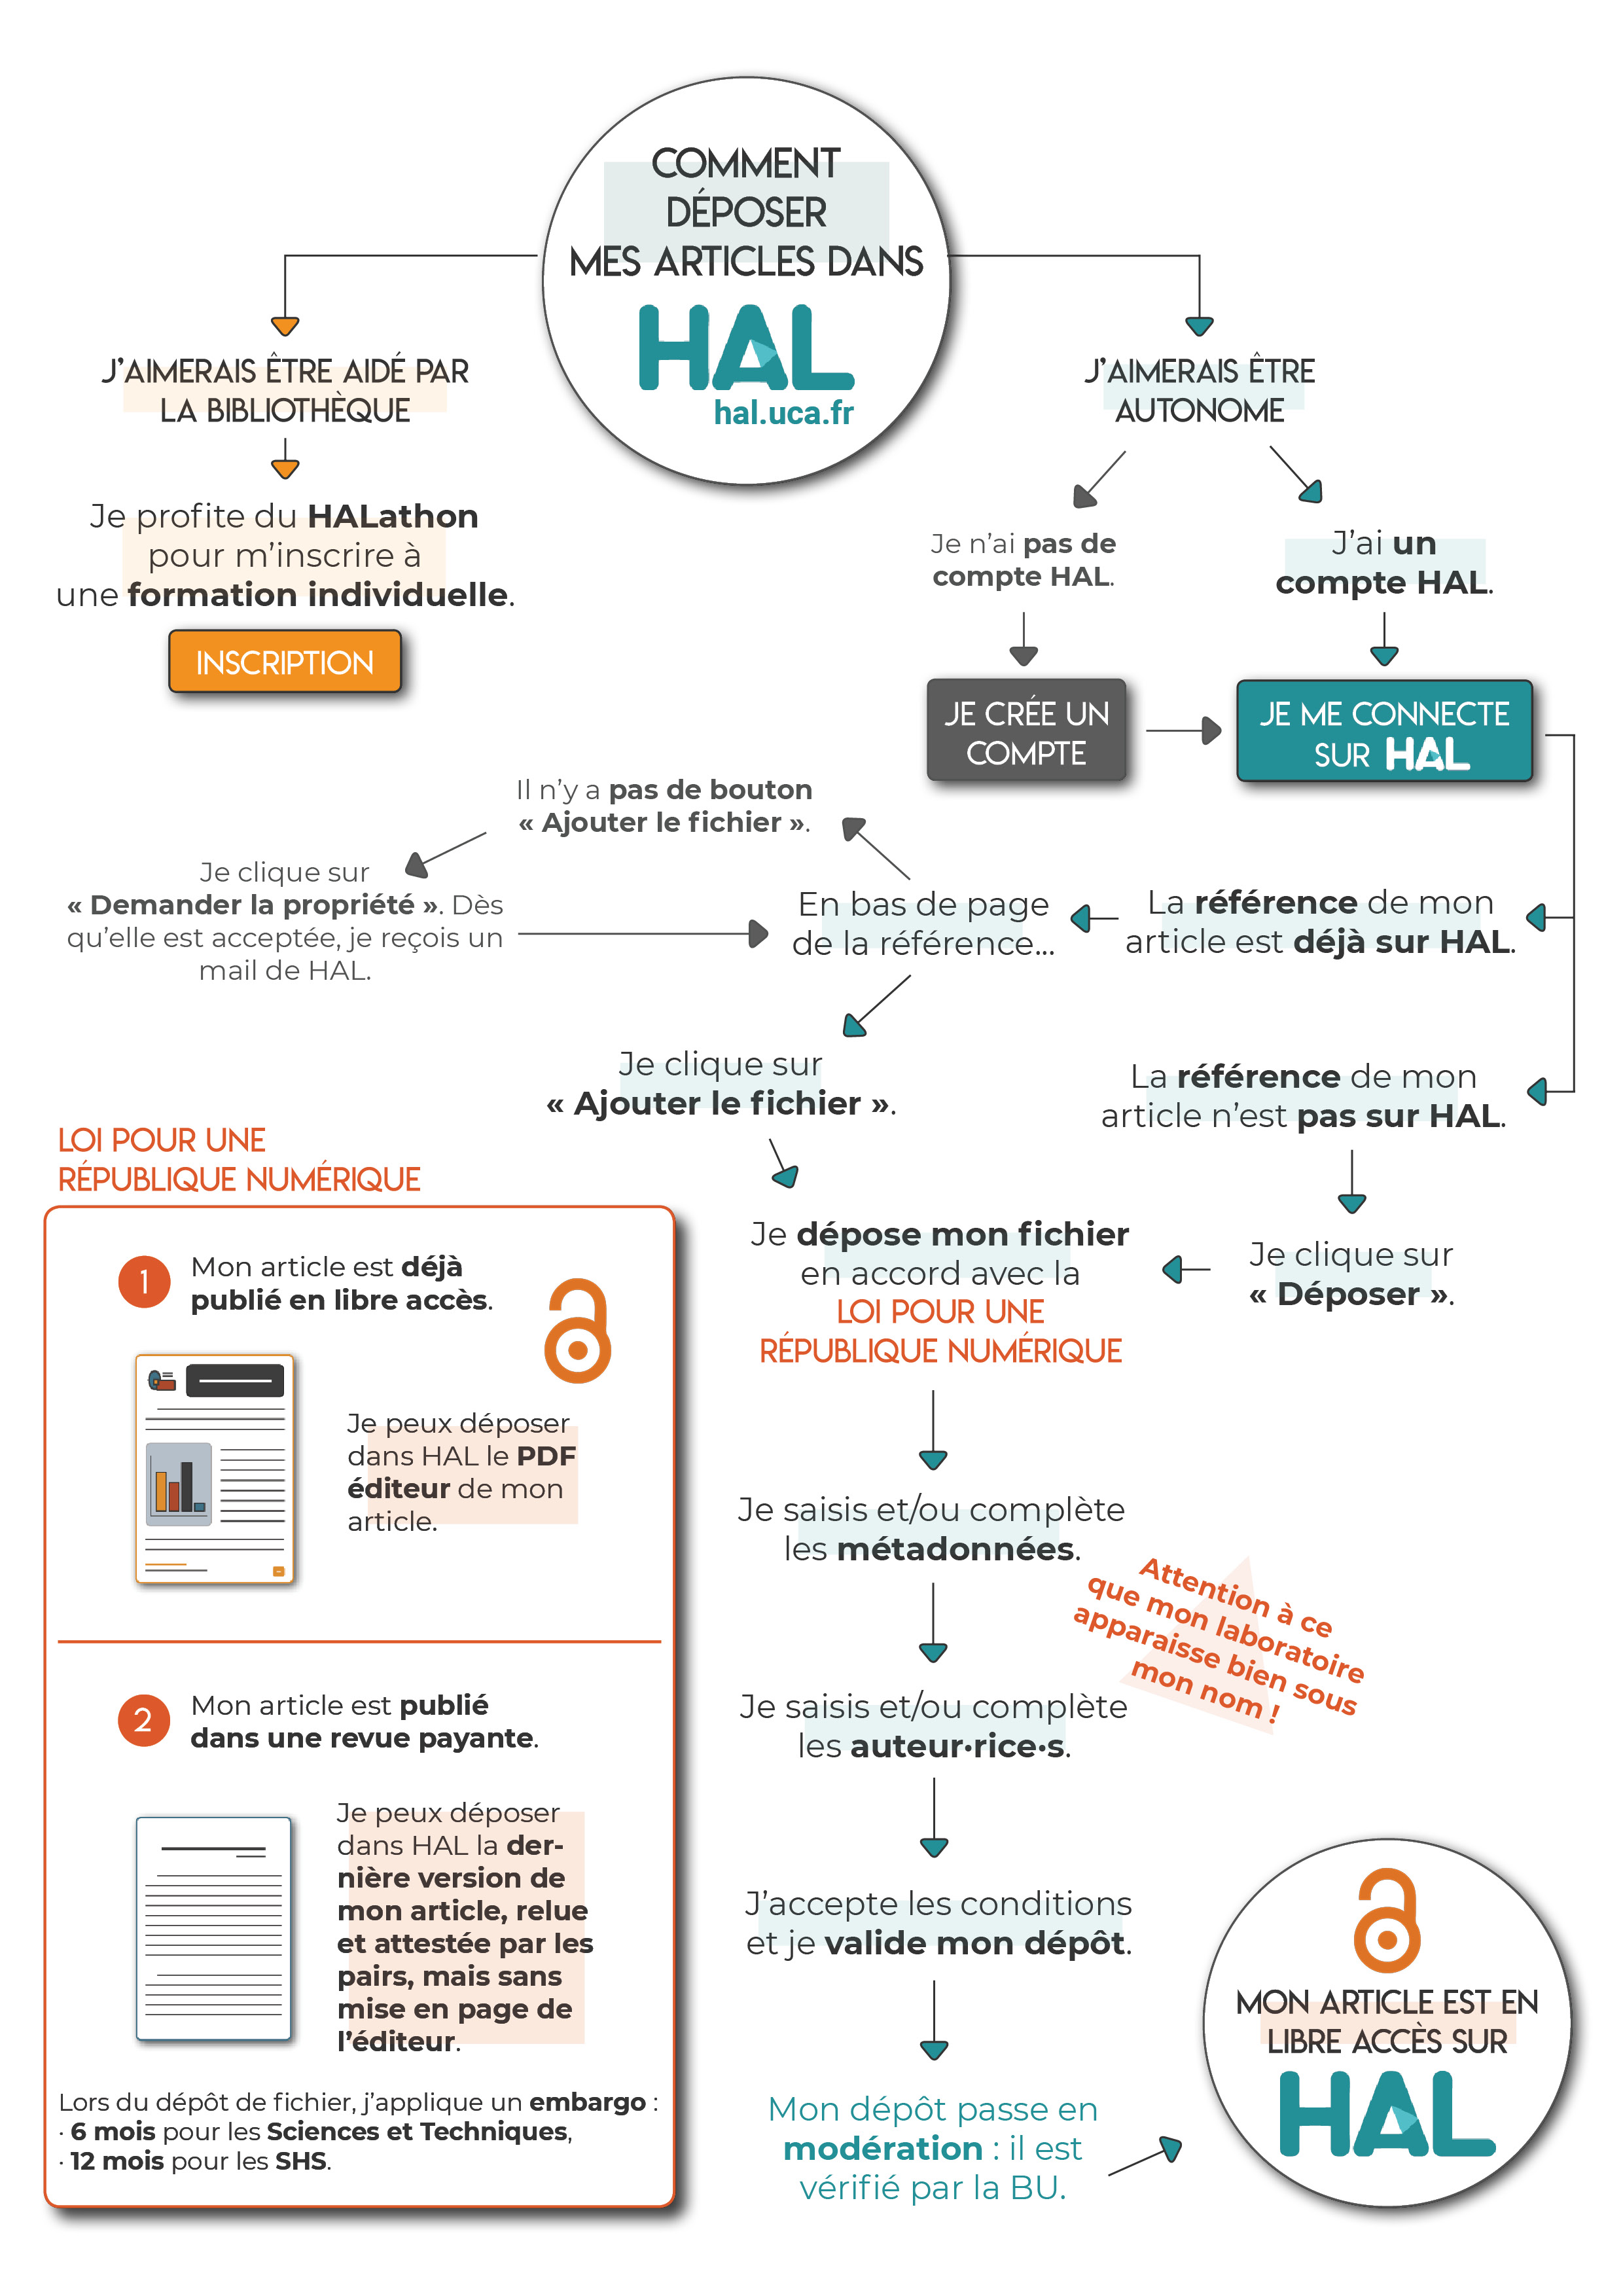 COMMENT
DÉPOSER
MES ARTICLES DANS
HAL
hal.uca.fr
J'AIMERAIS ÊTRE AIDÉ PAR
LA BIBLIOTHÈQUE
Je profite du HALathon
pour m'inscrire à
une formation individuelle.
INSCRIPTION
J'AIMERAIS ÊTRE
AUTONOME
Je n'ai pas de
compte HAL.
J'ai un
compte HAL.
JE CRÉE UN
COMPTE
JE ME CONNECTE
SUR HAL
La référence de mon
article est déjà sur HAL.
En bas de page
de la référence...
Il n'y a pas de bouton
« Ajouter le fichier ».
Je clique sur
« Demander la propriété ». Dès
qu'elle est acceptée, je reçois un
mail de HAL.
Je clique sur
« Ajouter le fichier ».
La référence de mon
article n'est pas sur HAL.
Je clique sur
« Déposer ».
Je dépose mon fichier
en accord avec la
LOI POUR UNE
RÉPUBLIQUE NUMÉRIQUE
Je saisis et/ou complète
les métadonnées.
Attention à ce
que mon laboratoire
apparaisse bien sous
mon nom !
Je saisis et/ou complète
les auteur·rice·s.
J'accepte les conditions
et je valide mon dépôt.
Mon dépôt passe en
modération : il est
vérifié par la BU.
MON ARTICLE EST EN
LIBRE ACCÈS SUR
HAL
LOI POUR UNE
RÉPUBLIQUE NUMÉRIQUE
1
Mon article est déjà
publié en libre accès.
Je peux déposer
dans HAL le PDF
éditeur de mon
article.
2
Mon article est publié
dans une revue payante.
Je peux déposer
dans HAL la der-
nière version de
mon article, relue
et attestée par les
pairs, mais sans
mise en page de
l'éditeur.
Lors du dépôt de fichier, j'applique un embargo :
· 6 mois pour les Sciences et Techniques,
· 12 mois pour les SHS.